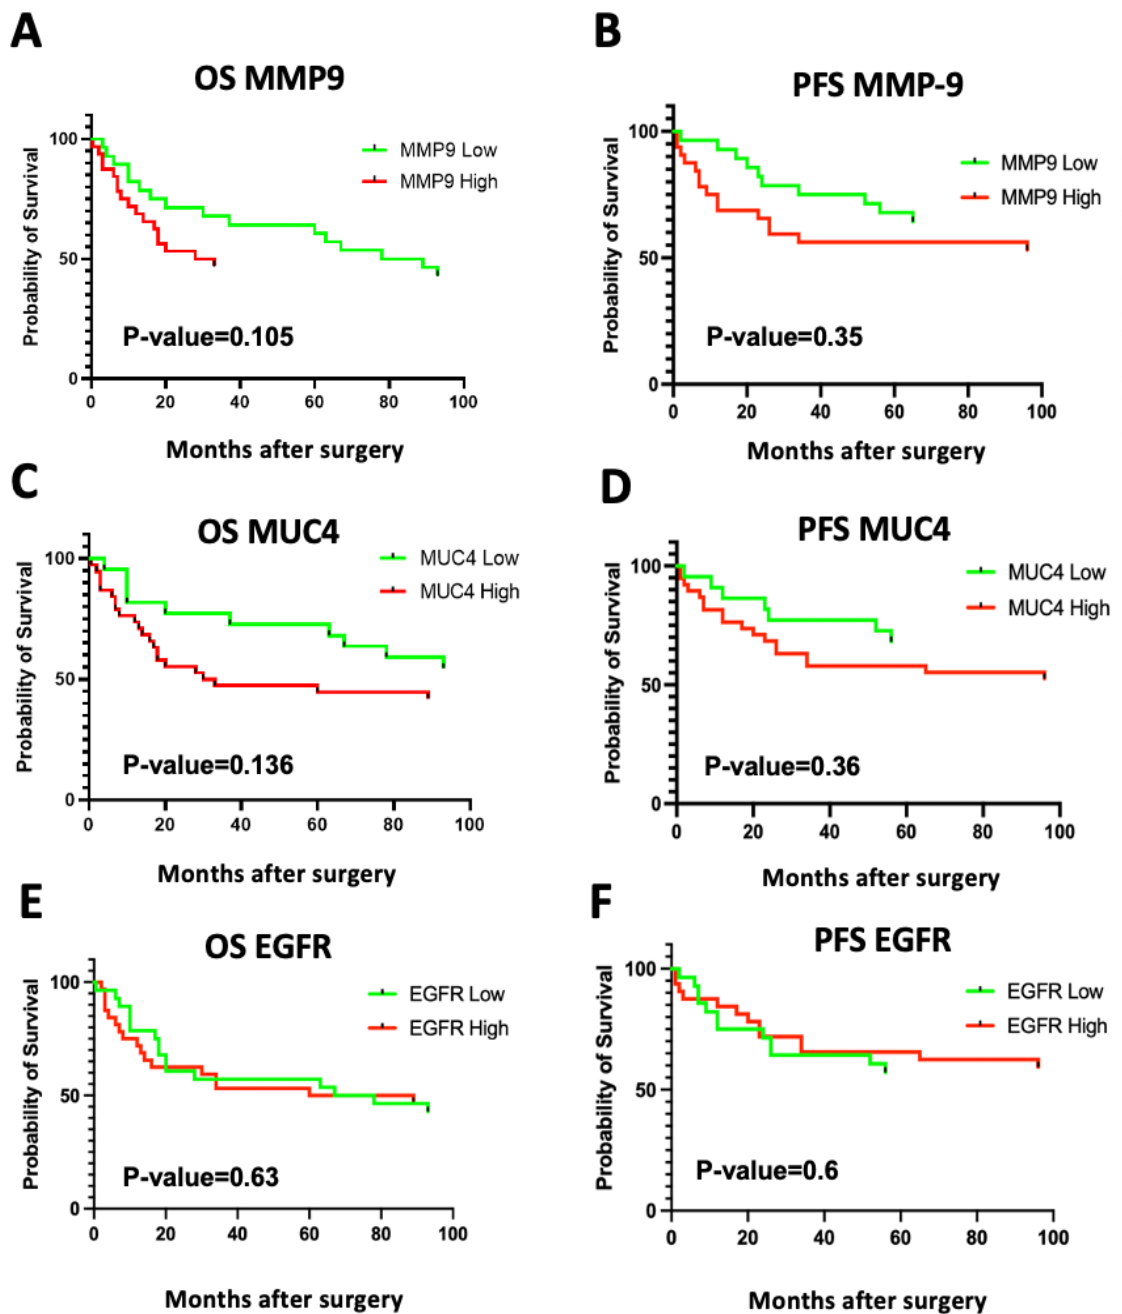 A
OS MMP9
100
50
0
Probability of Survival
MMP9 Low
MMP9 High
P-value=0.105
0 20 40 60 80 100
Months after surgery
B
PFS MMP-9
100
50
0
Probability of Survival
MMP9 Low
MMP9 High
P-value=0.35
0 20 40 60 80 100
Months after surgery
C
OS MUC4
100
50
0
Probability of Survival
MUC4 Low
MUC4 High
P-value=0.136
0 20 40 60 80 100
Months after surgery
D
PFS MUC4
100
50
0
Probability of Survival
MUC4 Low
MUC4 High
P-value=0.36
0 20 40 60 80 100
Months after surgery
E
OS EGFR
100
50
0
Probability of Survival
EGFR Low
EGFR High
P-value=0.63
0 20 40 60 80 100
Months after surgery
F
PFS EGFR
100
50
0
Probability of Survival
EGFR Low
EGFR High
P-value=0.6
0 20 40 60 80 100
Months after surgery